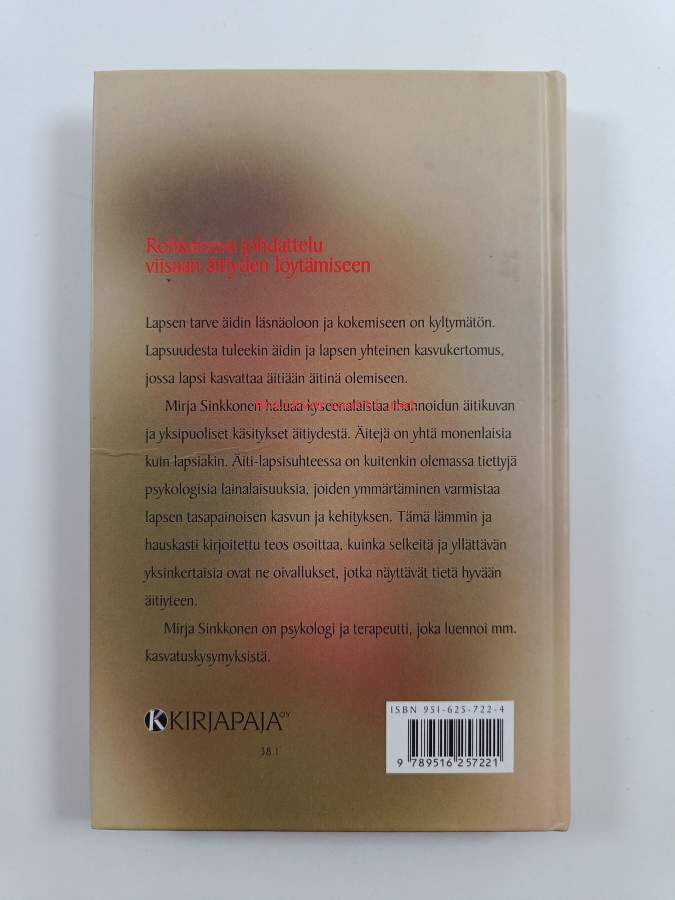 Rohkaiseva johdattelu
viisaan äitiyden löytämiseen
Lapsen tarve äidin läsnäoloon ja kokemiseen on kyltymätön.
Lapsuudesta tuleekin äidin ja lapsen yhteinen kasvukertomus,
jossa lapsi kasvattaa äitiään äitinä olemiseen.
Mirja Sinkkonen haluaa kyseenalaistaa ihannoidun äitikuvan
ja yksipuoliset käsitykset äitiydestä. Äitejä on yhtä monenlaisia
kuin lapsiakin. Äiti-lapsisuhteessa on kuitenkin olemassa tiettyjä
psykologisia lainalaisuuksia, joiden ymmärtäminen varmistaa
lapsen tasapainoisen kasvun ja kehityksen. Tämä lämmin ja
hauskasti kirjoitettu teos osoittaa, kuinka selkeitä ja yllättävän
yksinkertaisia ovat ne oivallukset, jotka näyttävät tietä hyvään
äitiyteen.
Mirja Sinkkonen on psykologi ja terapeutti, joka luennoi mm.
kasvatuskysymyksistä.
KIRJAPAJA OY
38.1
ISBN 951-625-722-4
9 789516 257221